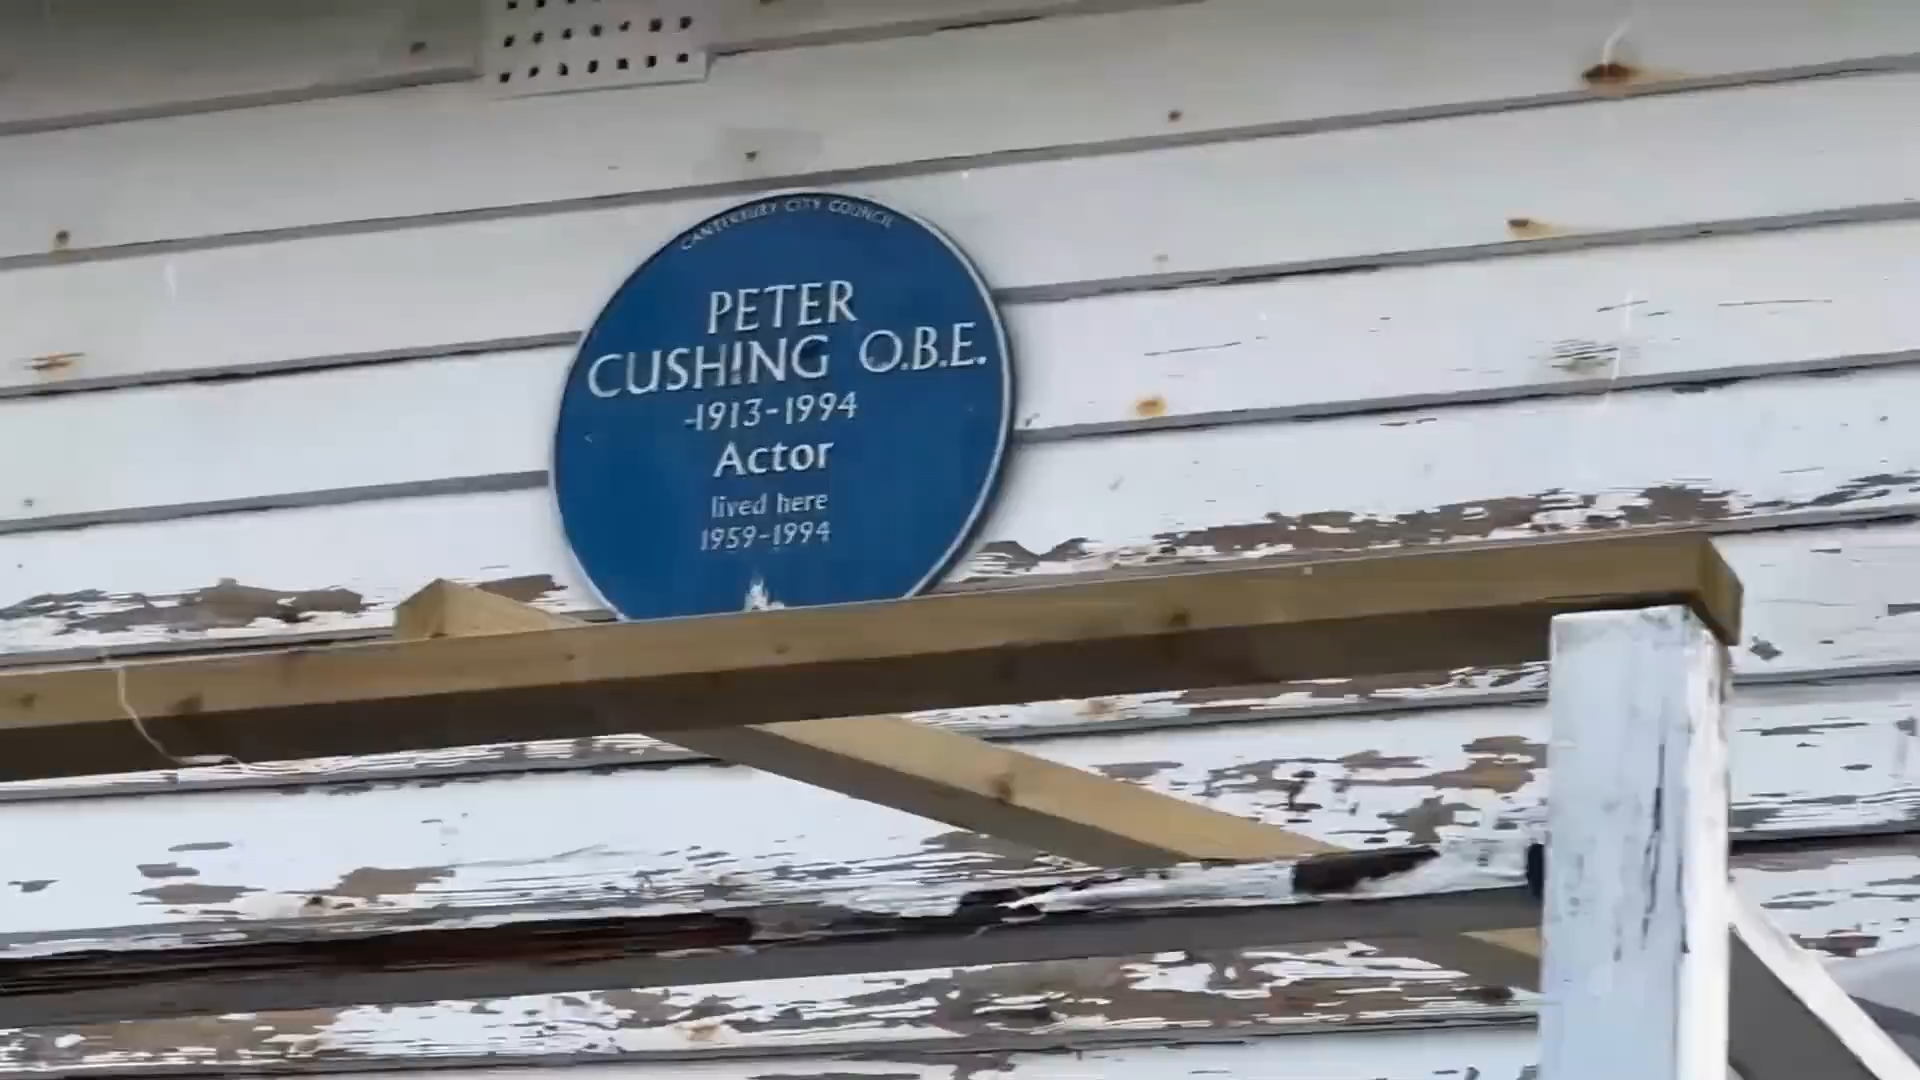 CANTERBURY CITY COUNCIL
PETER
CUSHING O.B.E.
1913-1994
Actor
lived here
1959-1994